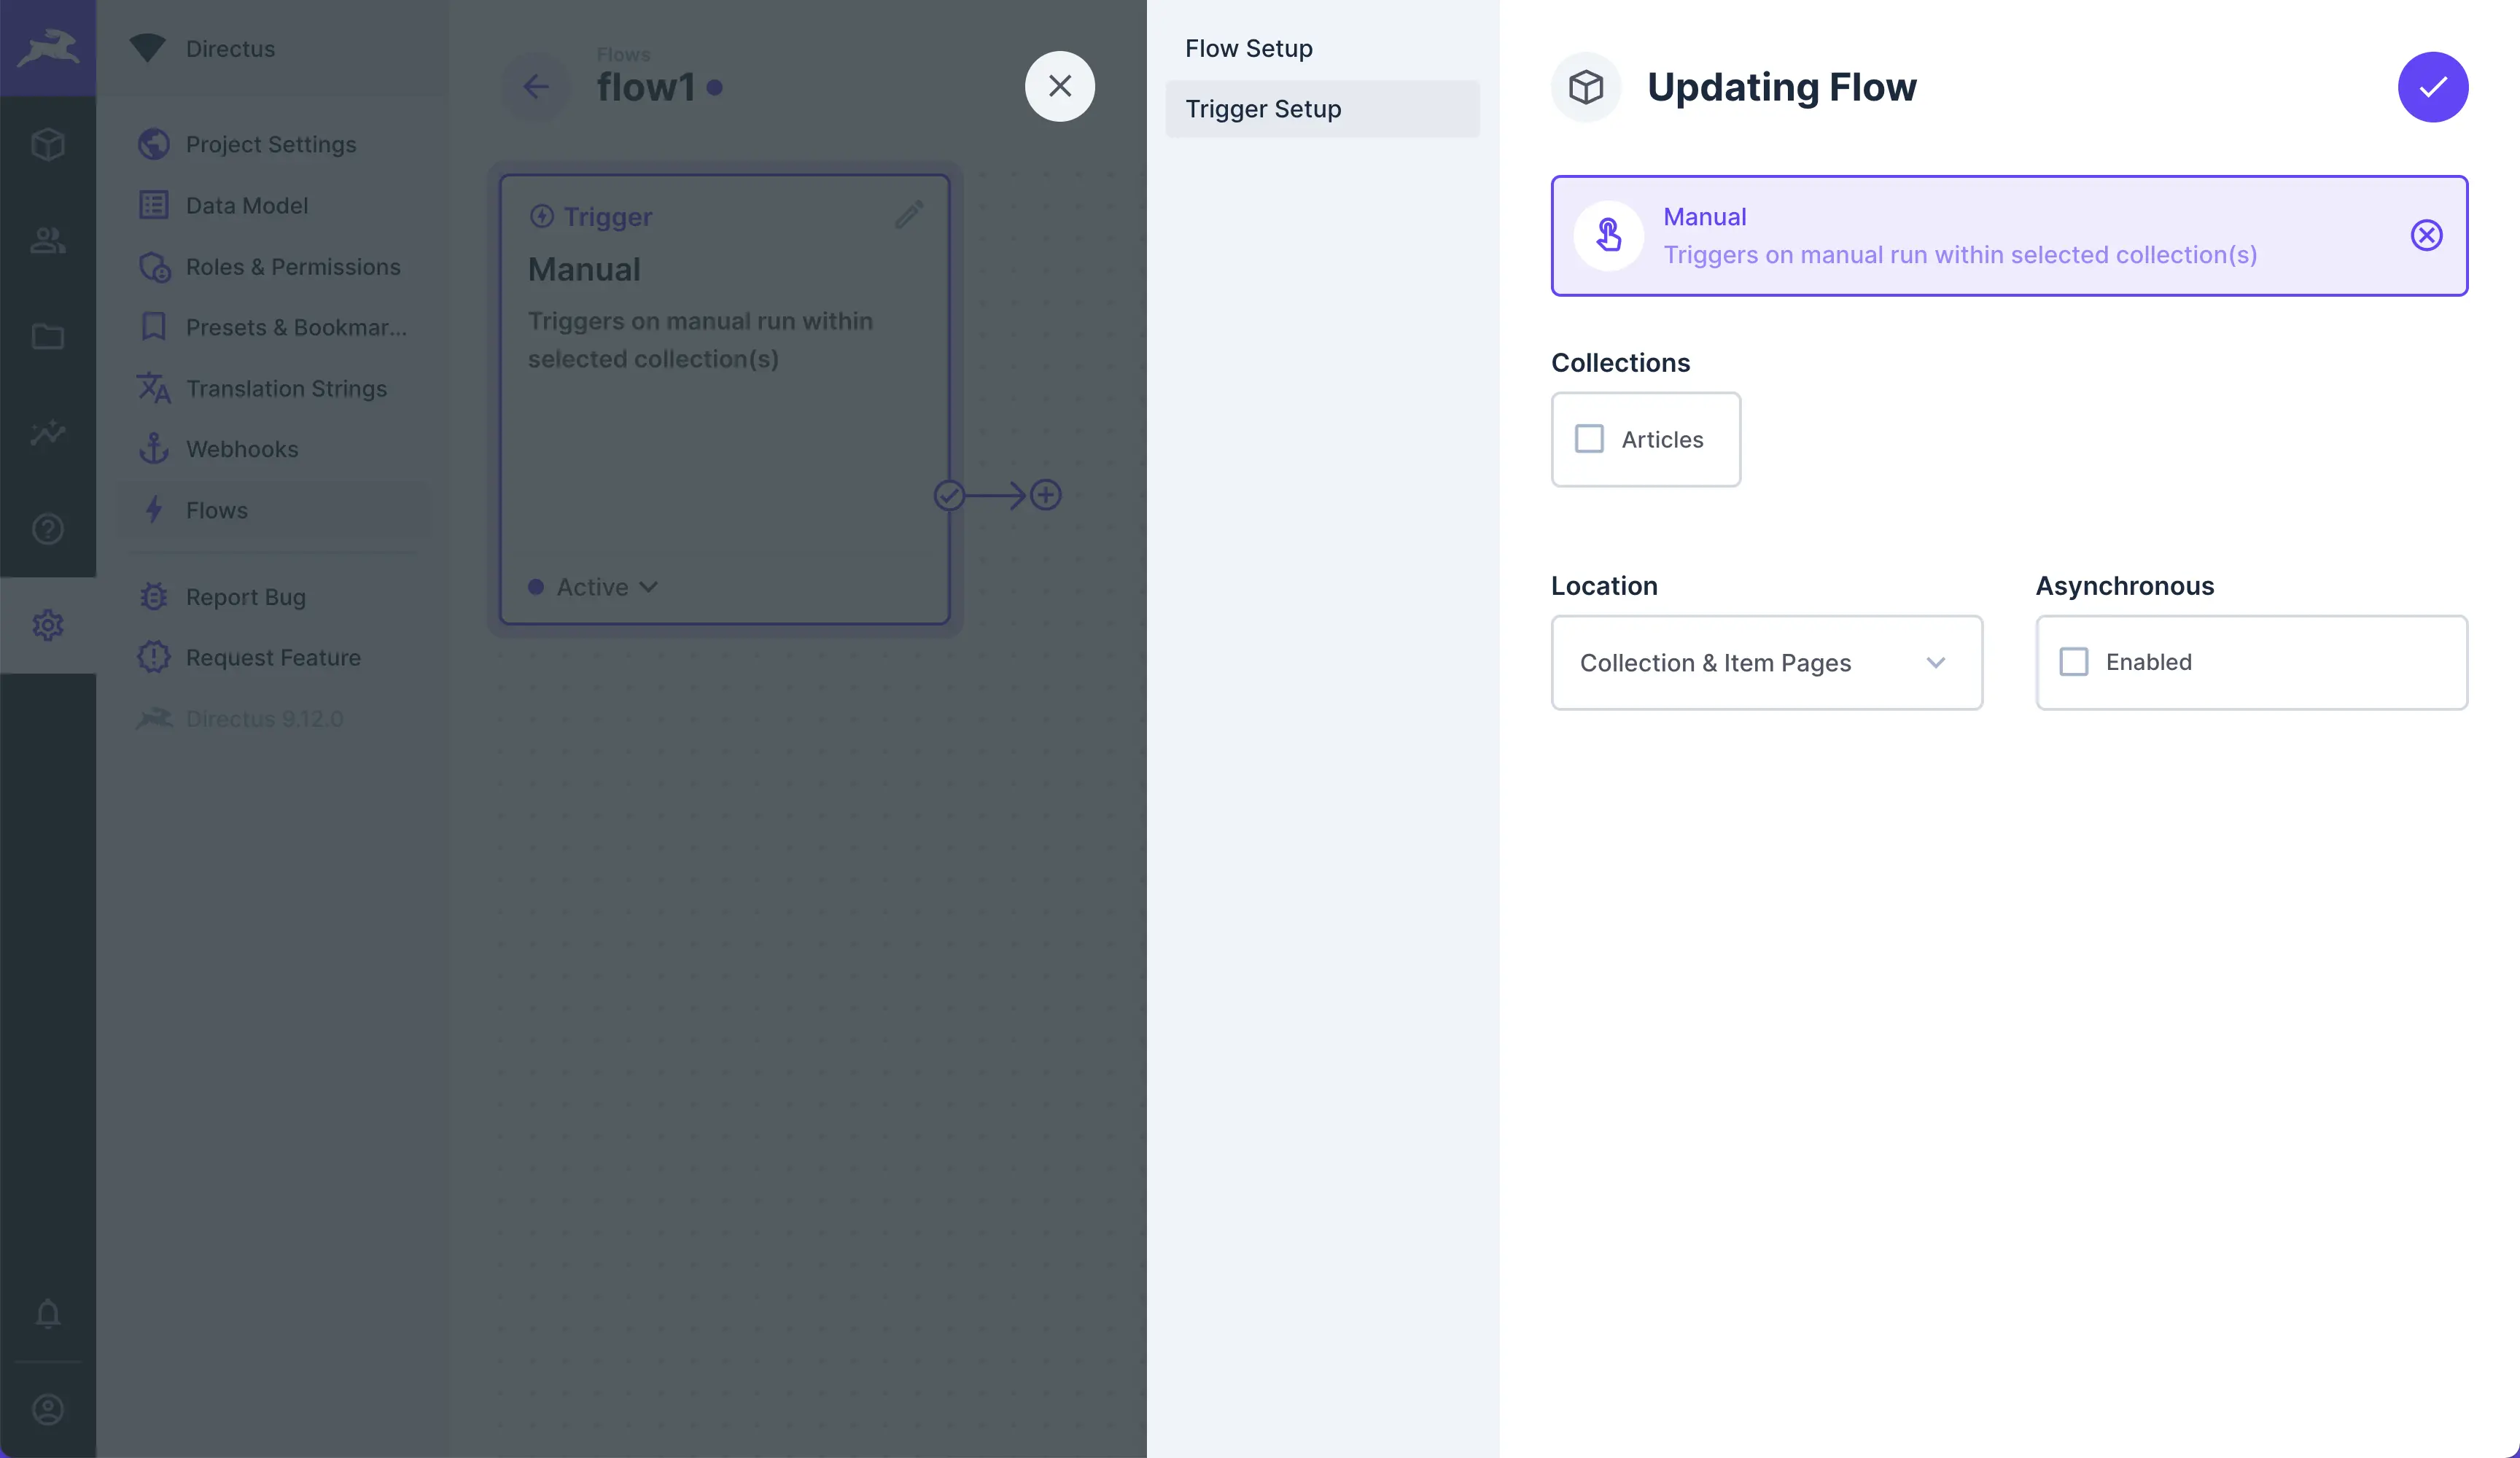 Directus
Project Settings
Data Model
Roles & Permissions
Presets & Bookmar...
Translation Strings
Webhooks
Flows
Report Bug
Request Feature
Directus 9.12.0
Flows
flow1
Trigger
Manual
Triggers on manual run within
selected collection(s)
Active
Flow Setup
Trigger Setup
Updating Flow
Manual
Triggers on manual run within selected collection(s)
Collections
Articles
Location
Collection & Item Pages
Asynchronous
Enabled